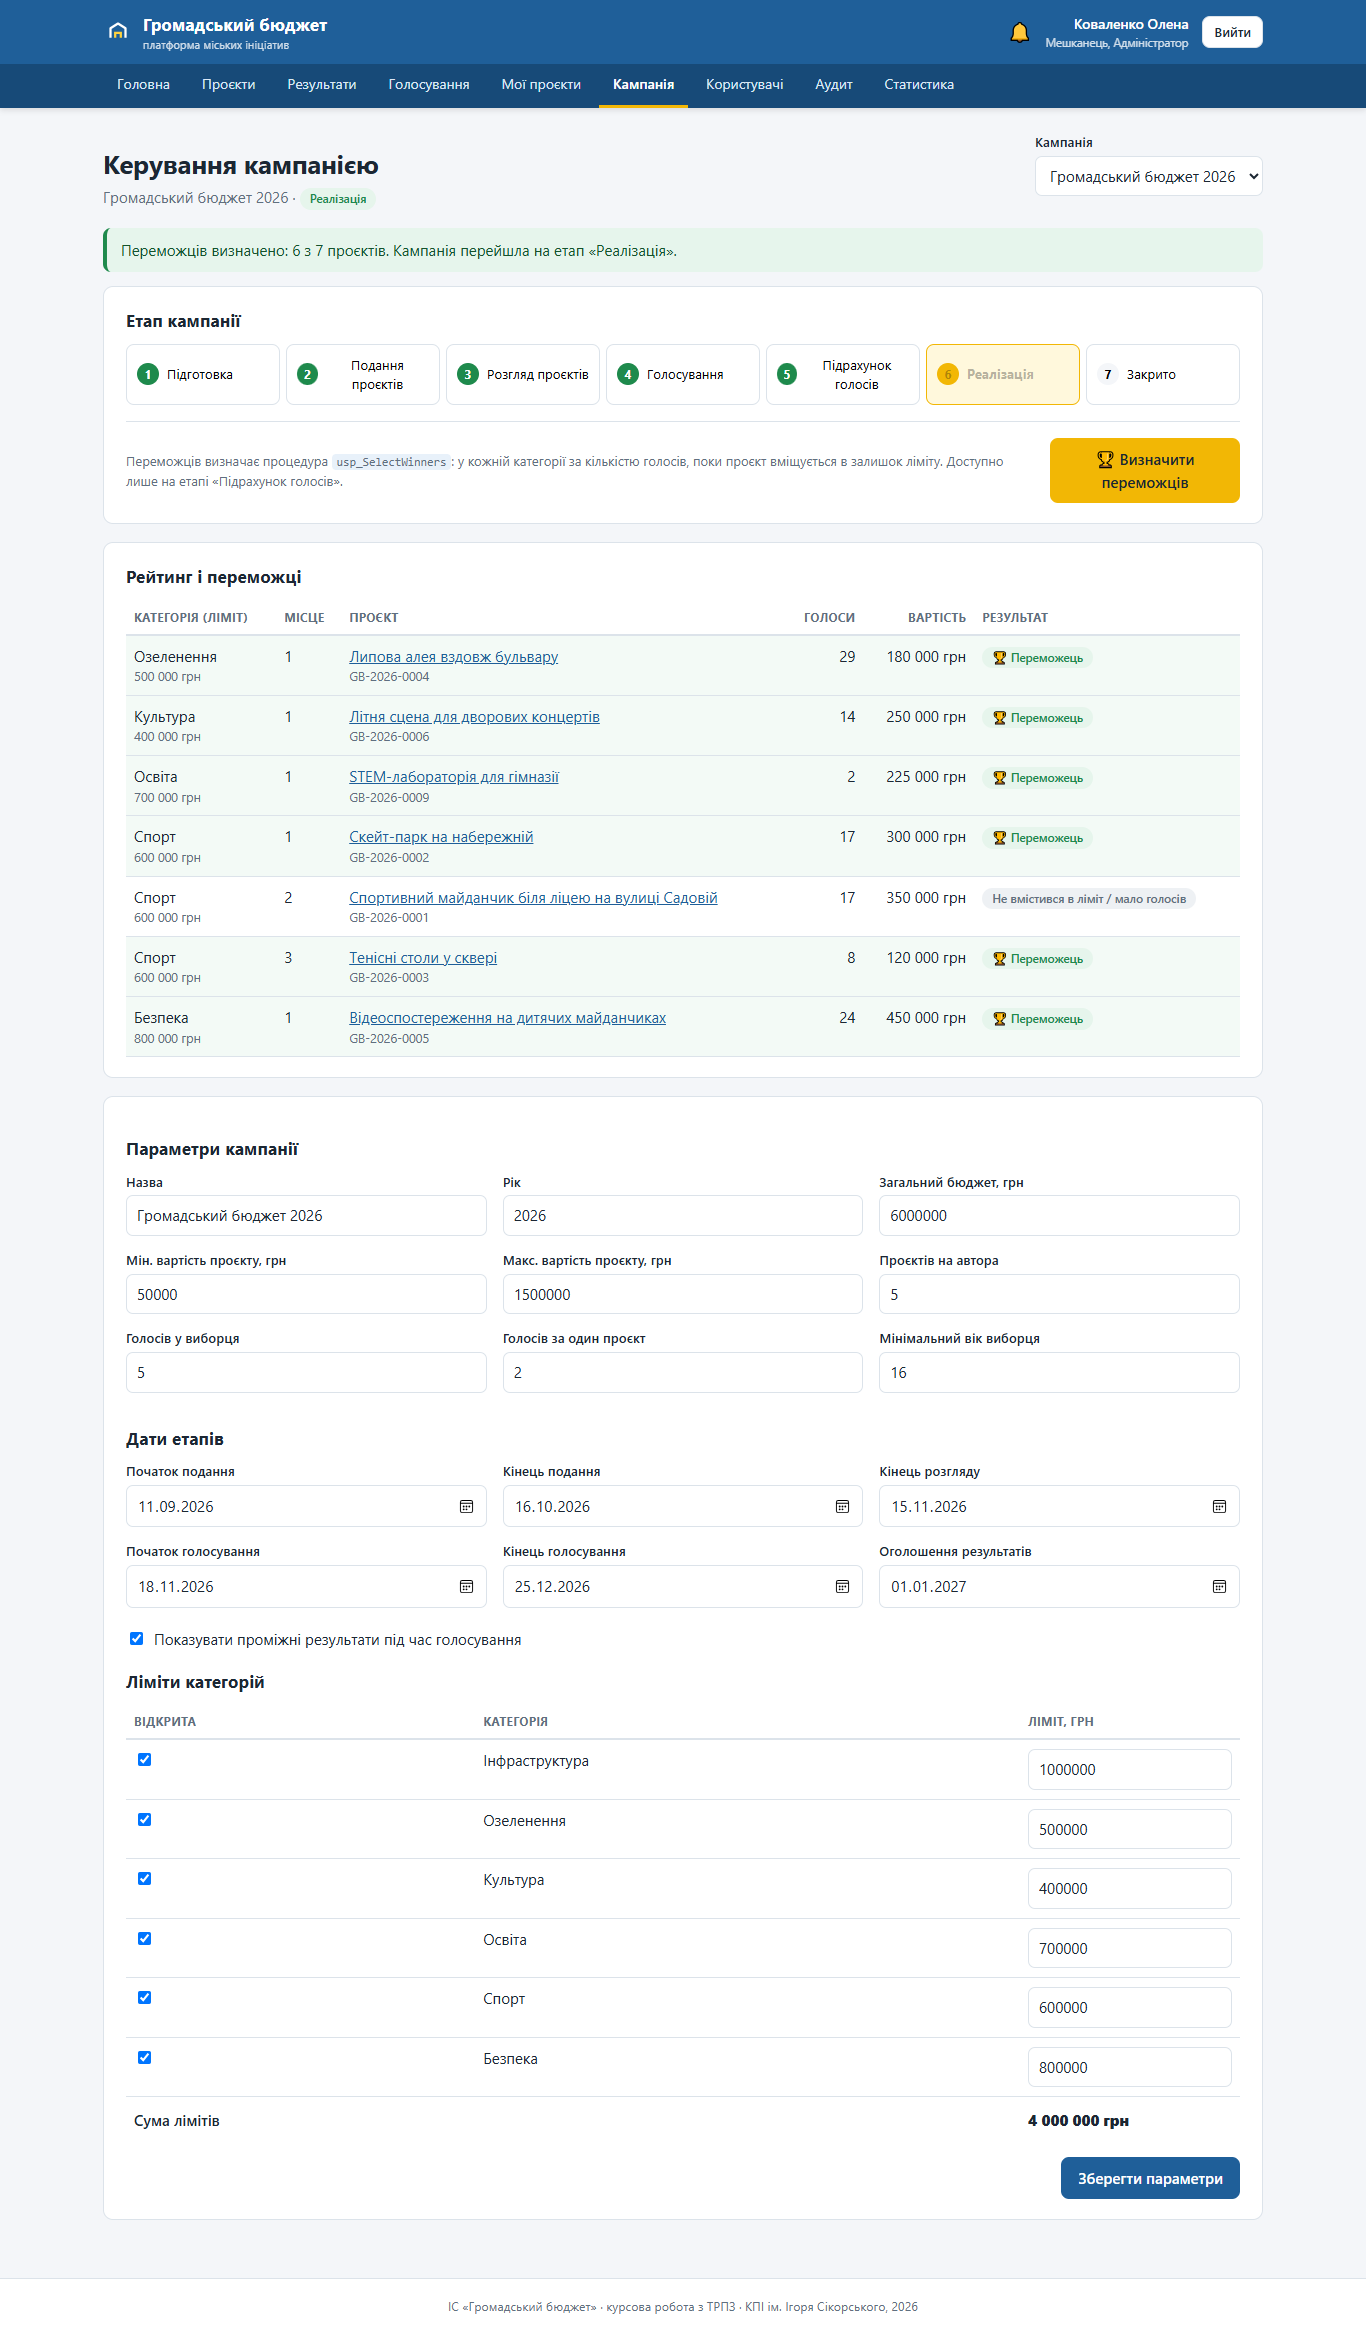 Громадський бюджет
платформа міських ініціатив
Коваленко Олена
Мешканець, Адміністратор
Вийти
Головна Проєкти Результати Голосування Мої проєкти Кампанія Користувачі Аудит Статистика
Керування кампанією
Громадський бюджет 2026 · Реалізація
Кампанія
Громадський бюджет 2026
Переможців визначено: 6 з 7 проєктів. Кампанія перейшла на етап «Реалізація».
Етап кампанії
1 Підготовка
2 Подання проєктів
3 Розгляд проєктів
4 Голосування
5 Підрахунок голосів
6 Реалізація
7 Закрито
Переможців визначає процедура usp_SelectWinners: у кожній категорії за кількістю голосів, поки проєкт вміщується в залишок ліміту. Доступно
лише на етапі «Підрахунок голосів».
Визначити
переможців
Рейтинг і переможці
КАТЕГОРІЯ (ЛІМІТ) МІСЦЕ ПРОЄКТ ГОЛОСИ ВАРТІСТЬ РЕЗУЛЬТАТ
Озеленення 1 Липова алея вздовж бульвару 29 180 000 грн Переможець
500 000 грн GB-2026-0004
Культура 1 Літня сцена для дворових концертів 14 250 000 грн Переможець
400 000 грн GB-2026-0006
Освіта 1 STEM-лабораторія для гімназії 2 225 000 грн Переможець
700 000 грн GB-2026-0009
Спорт 1 Скейт-парк на набережній 17 300 000 грн Переможець
600 000 грн GB-2026-0002
Спорт 2 Спортивний майданчик біля ліцею на вулиці Садовій 17 350 000 грн Не вмістився в ліміт / мало голосів
600 000 грн GB-2026-0001
Спорт 3 Тенісні столи у сквері 8 120 000 грн Переможець
600 000 грн GB-2026-0003
Безпека 1 Відеоспостереження на дитячих майданчиках 24 450 000 грн Переможець
800 000 грн GB-2026-0005
Параметри кампанії
Назва Рік Загальний бюджет, грн
Громадський бюджет 2026 2026 6000000
Мін. вартість проєкту, грн Макс. вартість проєкту, грн Проєктів на автора
50000 1500000 5
Голосів у виборця Голосів за один проєкт Мінімальний вік виборця
5 2 16
Дати етапів
Початок подання Кінець подання Кінець розгляду
11.09.2026 16.10.2026 15.11.2026
Початок голосування Кінець голосування Оголошення результатів
18.11.2026 25.12.2026 01.01.2027
Показувати проміжні результати під час голосування
Ліміти категорій
ВІДКРИТА КАТЕГОРІЯ ЛІМІТ, ГРН
Інфраструктура 1000000
Озеленення 500000
Культура 400000
Освіта 700000
Спорт 600000
Безпека 800000
Сума лімітів 4 000 000 грн
Зберегти параметри
ІС «Громадський бюджет» · курсова робота з ТРПЗ · КПІ ім. Ігоря Сікорського, 2026